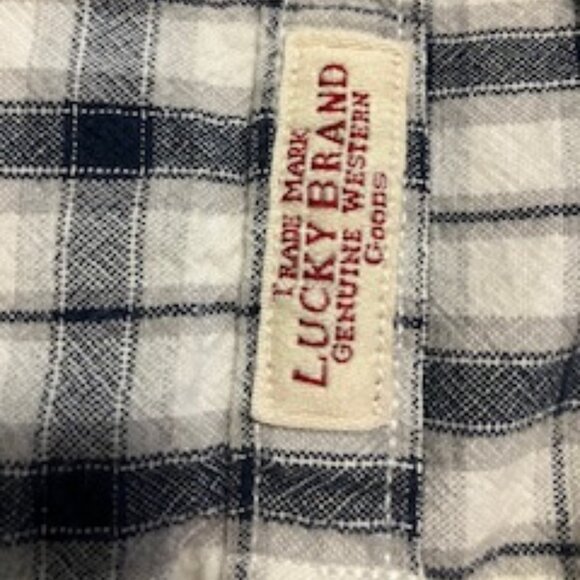 TRADE MARK
LUCKY BRAND
GENUINE WESTERN
GOODS